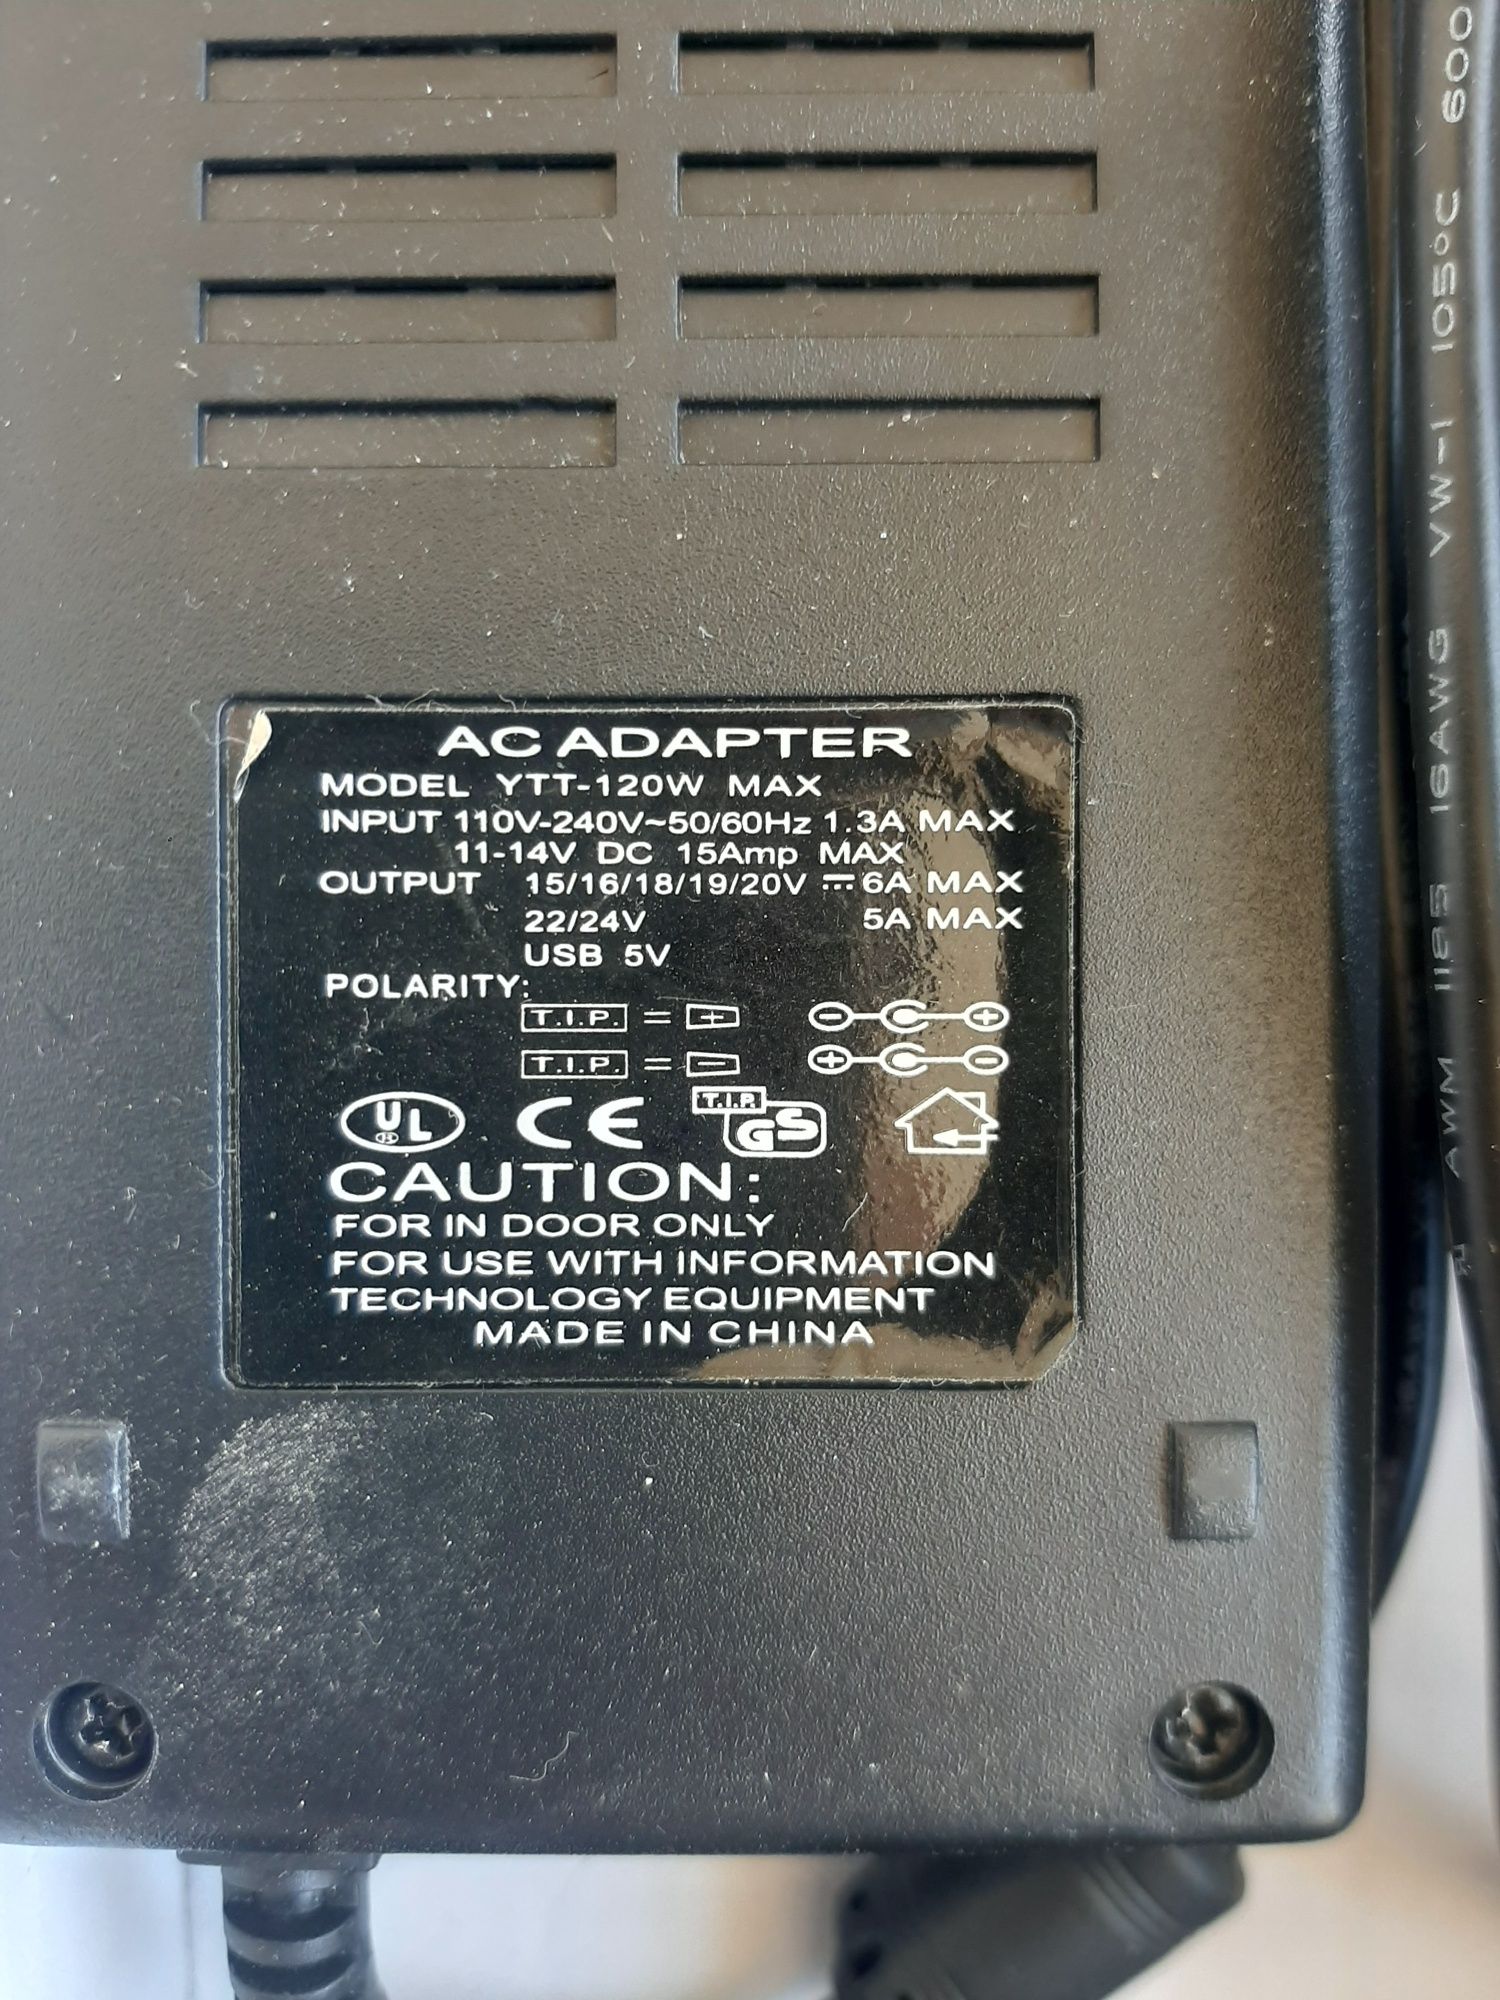 AC ADAPTER
MODEL YTT-120W MAX
INPUT 110V-240V~50/60Hz 1.3A MAX
11-14V DC 15Amp MAX
OUTPUT 15/16/18/19/20V ⎓ 6A MAX
22/24V 5A MAX
USB 5V
POLARITY:
T.I.P. = +
T.I.P. = −
UL CE T.I.P. GS
CAUTION:
FOR IN DOOR ONLY
FOR USE WITH INFORMATION
TECHNOLOGY EQUIPMENT
MADE IN CHINA
AWM 1185 16AWG VW-1 105°C 600